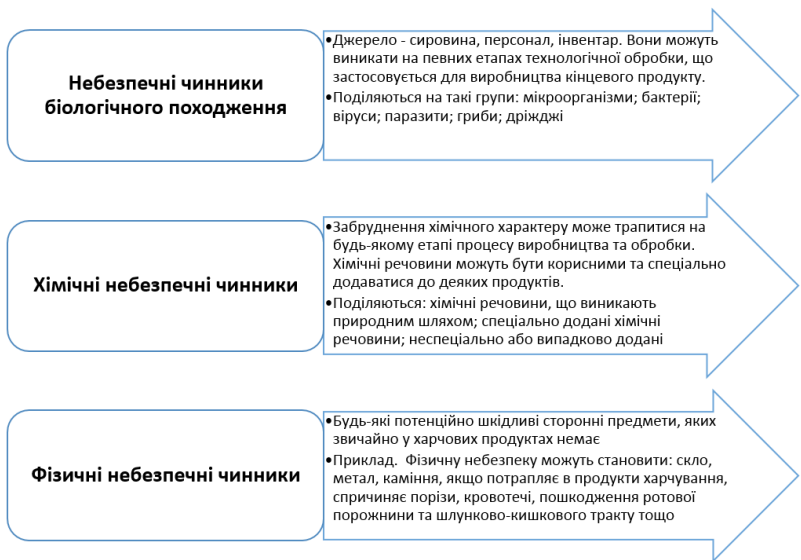 Небезпечні чинники
біологічного походження
•Джерело - сировина, персонал, інвентар. Вони можуть
виникати на певних етапах технологічної обробки, що
застосовується для виробництва кінцевого продукту.
•Поділяються на такі групи: мікроорганізми; бактерії;
віруси; паразити; гриби; дріжджі
Хімічні небезпечні чинники
•Забруднення хімічного характеру може трапитися на
будь-якому етапі процесу виробництва та обробки.
Хімічні речовини можуть бути корисними та спеціально
додаватися до деяких продуктів.
•Поділяються: хімічні речовини, що виникають
природним шляхом; спеціально додані хімічні
речовини; неспеціально або випадково додані
Фізичні небезпечні чинники
•Будь-які потенційно шкідливі сторонні предмети, яких
звичайно у харчових продуктах немає
•Приклад.  Фізичну небезпеку можуть становити: скло,
метал, каміння, якщо потрапляє в продукти харчування,
спричиняє порізи, кровотечі, пошкодження ротової
порожнини та шлунково-кишкового тракту тощо